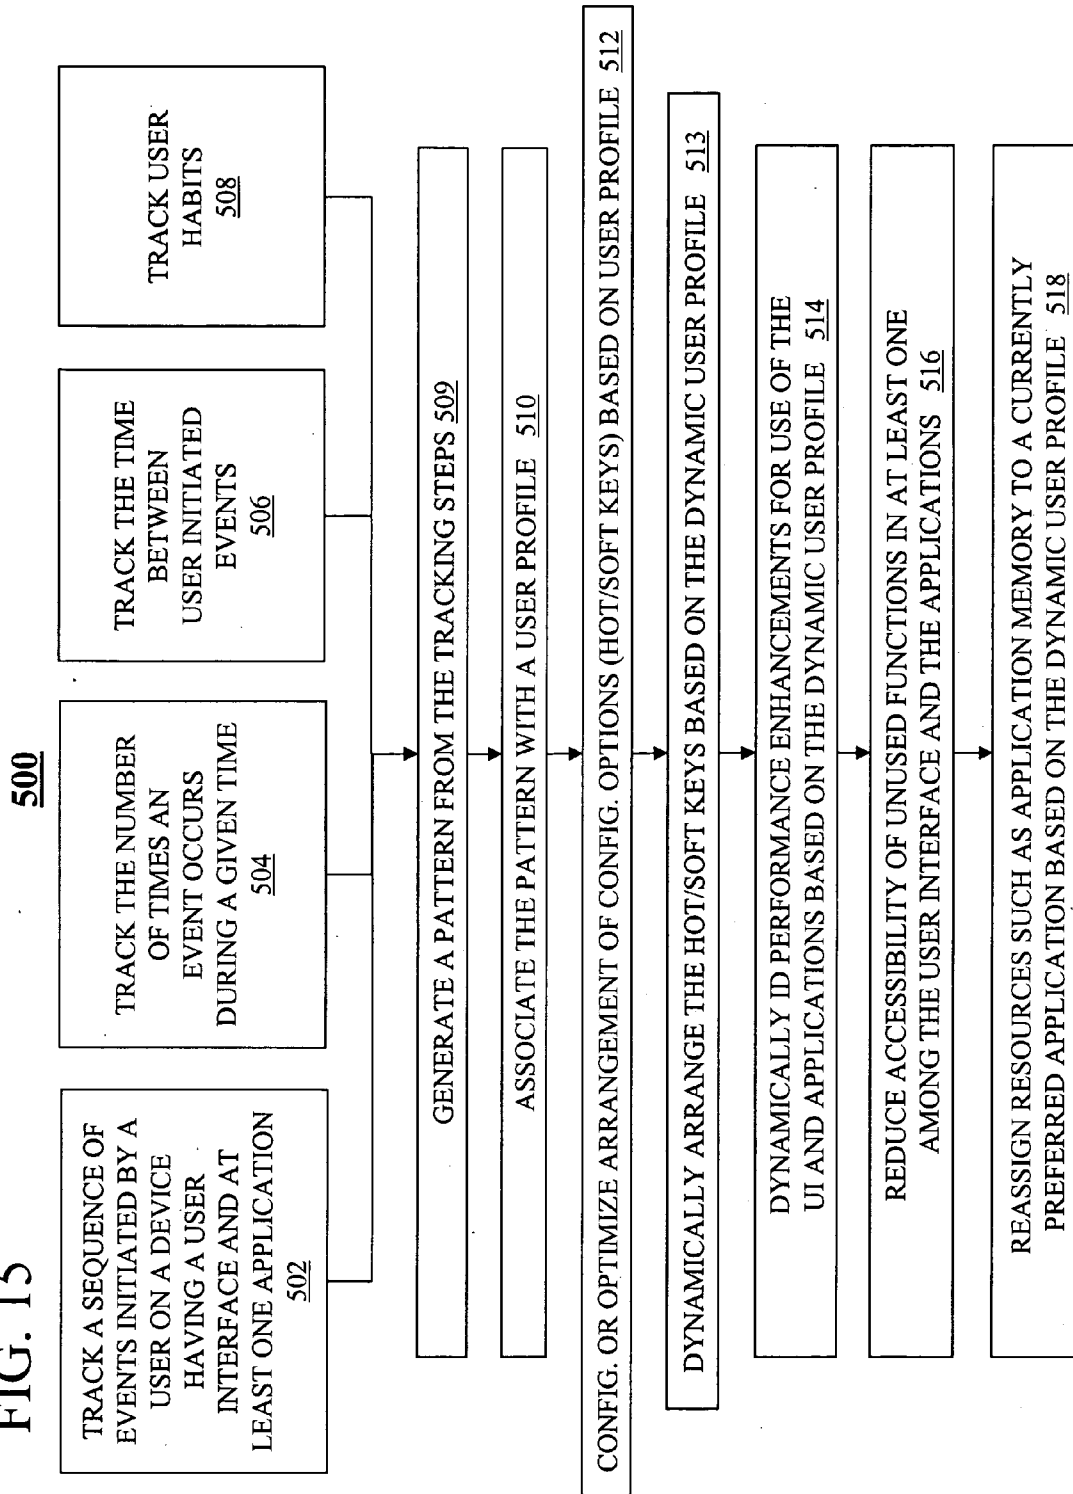 FIG. 15
500
TRACK A SEQUENCE OF
EVENTS INITIATED BY A
USER ON A DEVICE
HAVING A USER
INTERFACE AND AT
LEAST ONE APPLICATION
502
TRACK THE NUMBER
OF TIMES AN
EVENT OCCURS
DURING A GIVEN TIME
504
TRACK THE TIME
BETWEEN
USER INITIATED
EVENTS
506
TRACK USER
HABITS
508
GENERATE A PATTERN FROM THE TRACKING STEPS 509
ASSOCIATE THE PATTERN WITH A USER PROFILE 510
CONFIG. OR OPTIMIZE ARRANGEMENT OF CONFIG. OPTIONS (HOT/SOFT KEYS) BASED ON USER PROFILE 512
DYNAMICALLY ARRANGE THE HOT/SOFT KEYS BASED ON THE DYNAMIC USER PROFILE 513
DYNAMICALLY ID PERFORMANCE ENHANCEMENTS FOR USE OF THE
UI AND APPLICATIONS BASED ON THE DYNAMIC USER PROFILE 514
REDUCE ACCESSIBILITY OF UNUSED FUNCTIONS IN AT LEAST ONE
AMONG THE USER INTERFACE AND THE APPLICATIONS 516
REASSIGN RESOURCES SUCH AS APPLICATION MEMORY TO A CURRENTLY
PREFERRED APPLICATION BASED ON THE DYNAMIC USER PROFILE 518